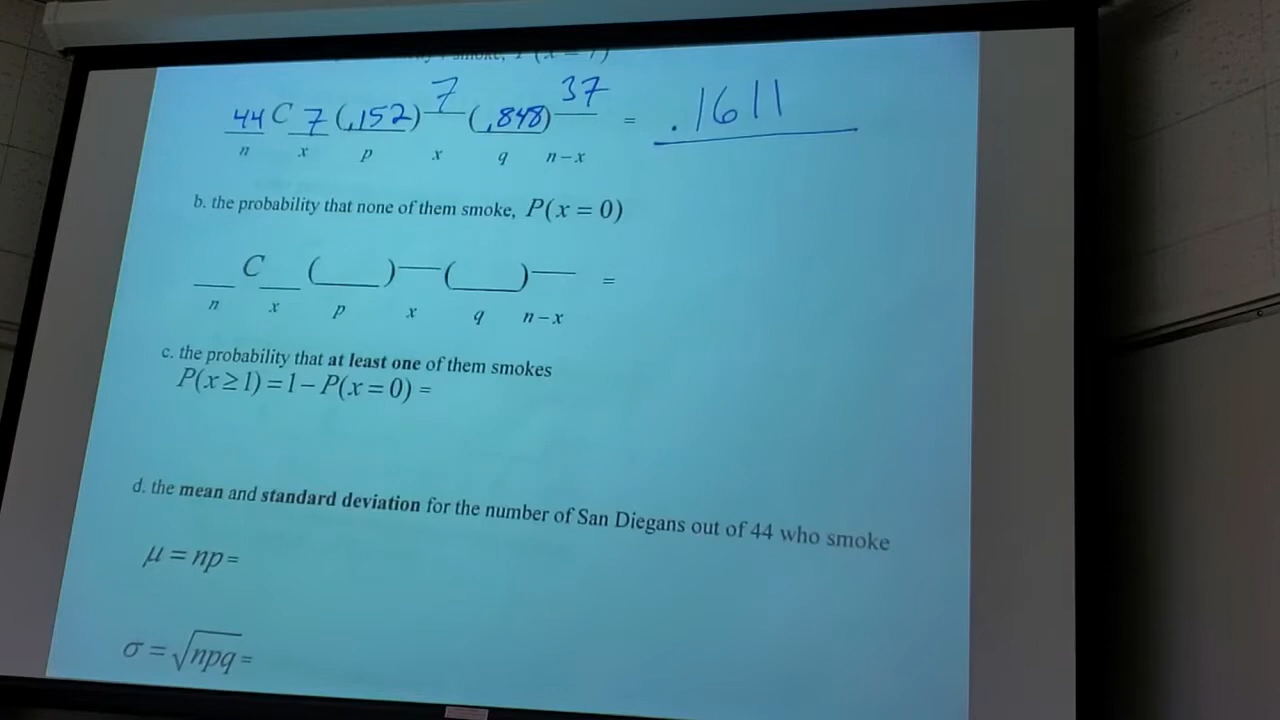 smoke,
44 C 7 (.152) 7 (.848) 37 = .1611
n x p x q n-x
b. the probability that none of them smoke, P(x = 0)
C ( ) ( ) =
n x p x q n-x
c. the probability that at least one of them smokes
P(x ≥ 1) = 1 - P(x = 0) =
d. the mean and standard deviation for the number of San Diegans out of 44 who smoke
μ = np =
σ = √npq =